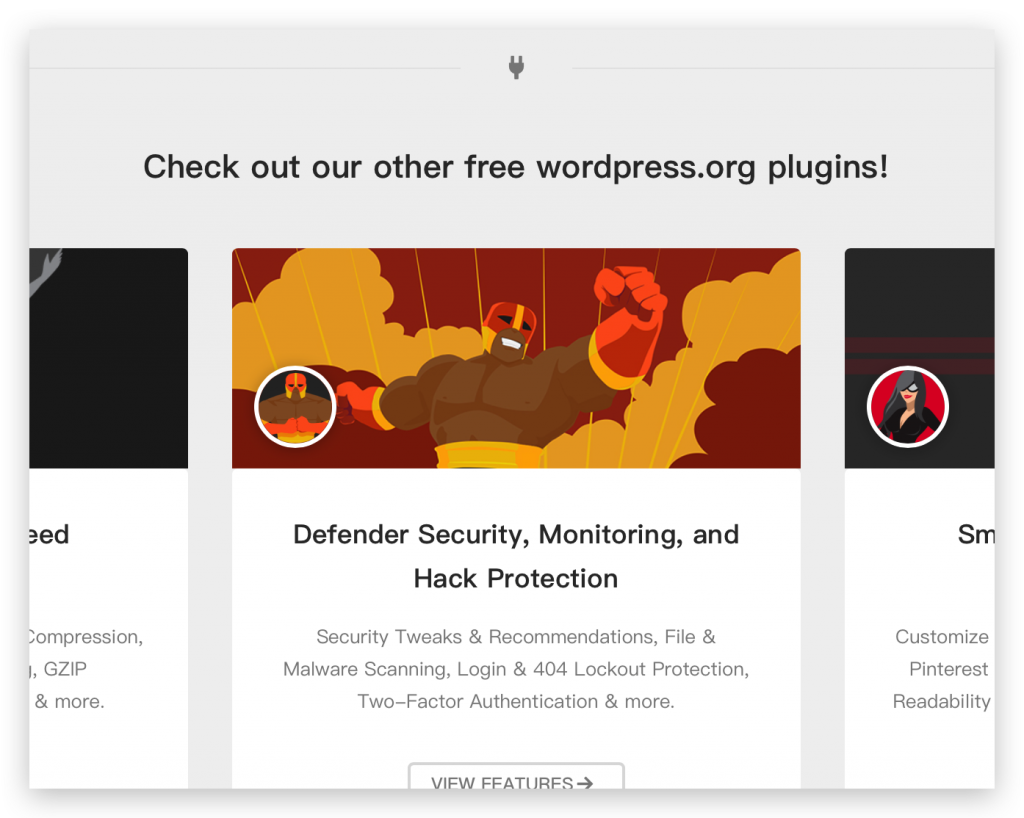 Check out our other free wordpress.org plugins!
eed
Compression,
, GZIP
& more.
Defender Security, Monitoring, and
Hack Protection
Security Tweaks & Recommendations, File &
Malware Scanning, Login & 404 Lockout Protection,
Two-Factor Authentication & more.
VIEW FEATURES→
Sm
Customize
Pinterest
Readability